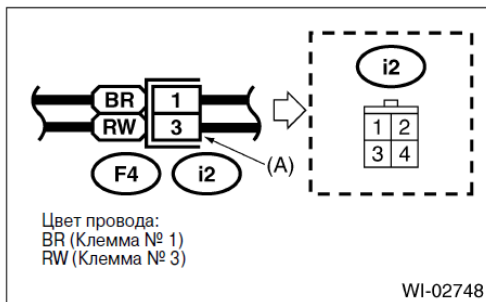 i2
BR 1
RW 3
1 2
3 4
F4 i2 (A)
Цвет провода:
BR (Клемма № 1)
RW (Клемма № 3)
WI-02748